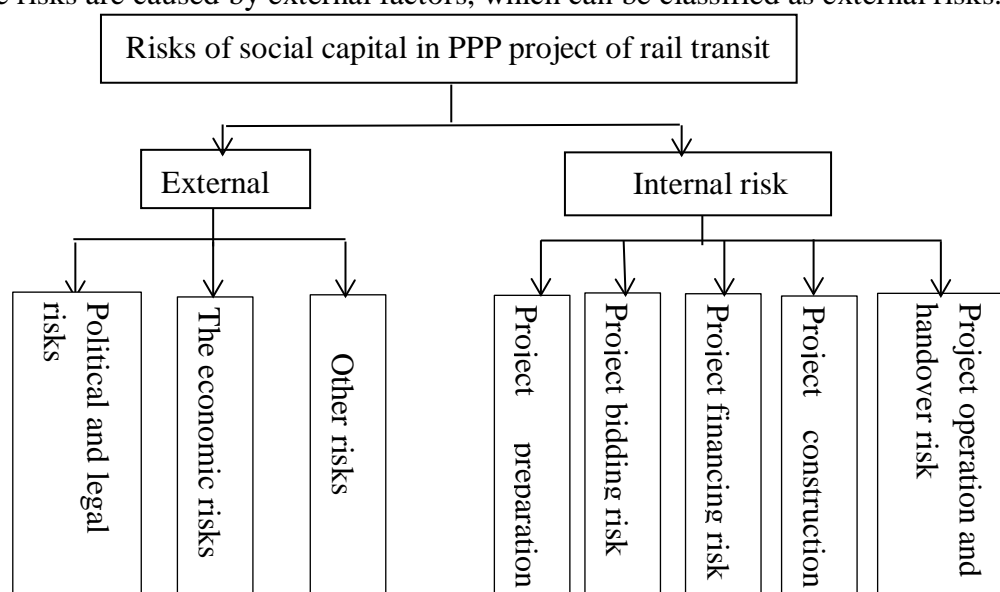 risks are caused by external factors, which can be classified as external risks.
Risks of social capital in PPP project of rail transit
External
Internal risk
Political and legal
risks
The economic risks
Other risks
Project preparation
Project bidding risk
Project financing risk
Project construction
Project operation and
handover risk